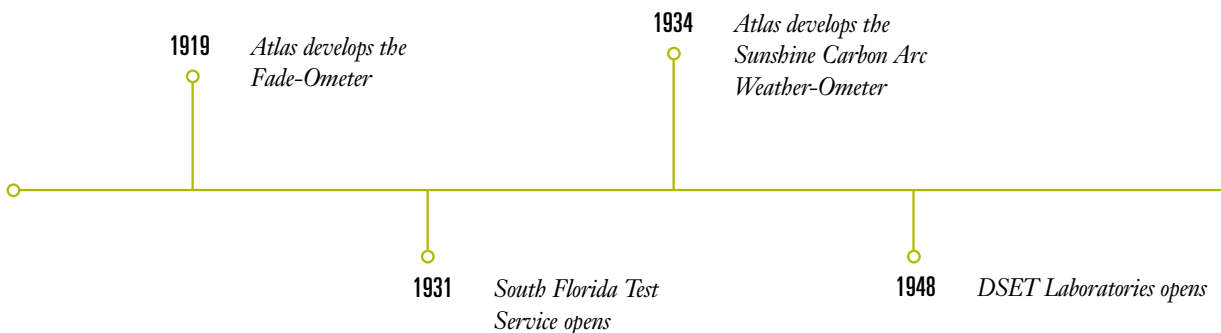 1919
Atlas develops the
Fade-Ometer
1931
South Florida Test
Service opens
1934
Atlas develops the
Sunshine Carbon Arc
Weather-Ometer
1948
DSET Laboratories opens